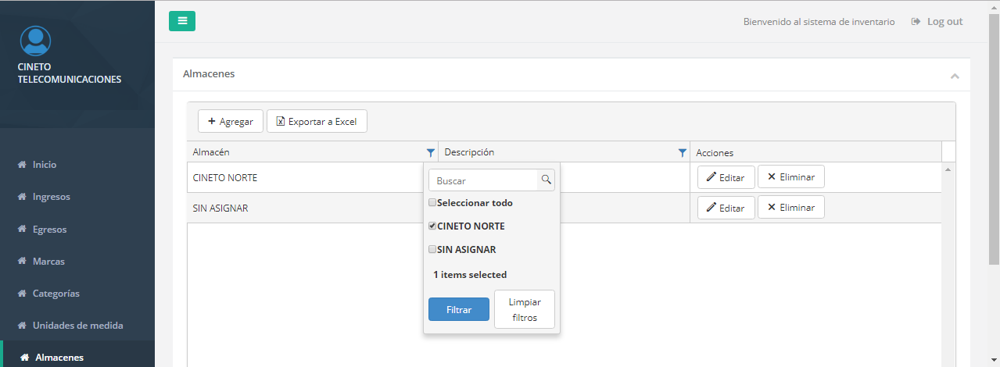 CINETO
TELECOMUNICACIONES
Inicio
Ingresos
Egresos
Marcas
Categorías
Unidades de medida
Almacenes
Bienvenido al sistema de inventario Log out
Almacenes
Agregar Exportar a Excel
Almacén Descripción Acciones
CINETO NORTE Editar Eliminar
SIN ASIGNAR Editar Eliminar
Buscar
Seleccionar todo
CINETO NORTE
SIN ASIGNAR
1 items selected
Filtrar
Limpiar
filtros